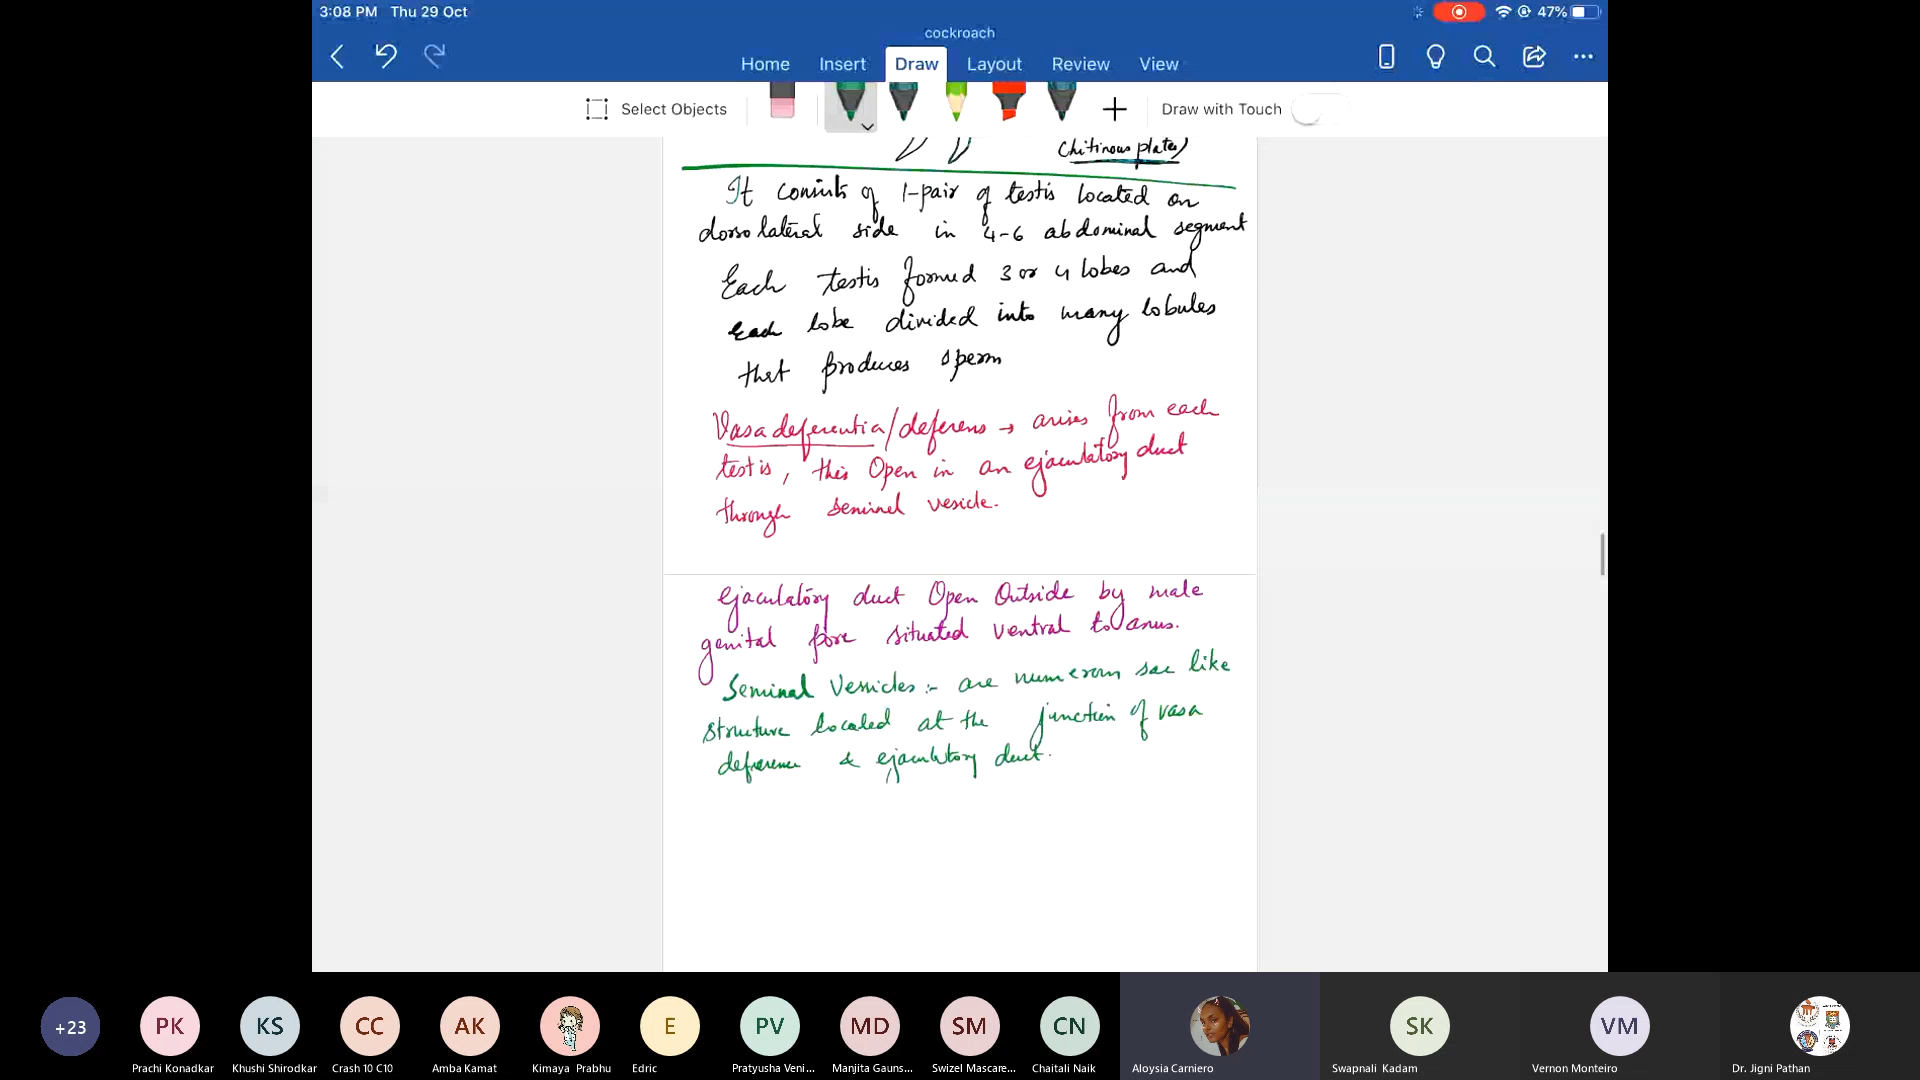 3:08 PM Thu 29 Oct
47%
cockroach
Home Insert Draw Layout Review View
Select Objects
Draw with Touch
Chitinous plates)
It consists of 1-pair of testis located on
dorso lateral side in 4-6 abdominal segment
Each testis formed 3 or 4 lobes and
each lobe divided into many lobules
that produces sperm
Vasa deferentia/deferens → arises from each
testis, this Open in an ejaculatory duct
through seminal vesicle.
ejaculatory duct Open Outside by male
genital pore situated ventral to anus.
Seminal Vessicles :- are numerous sac like
structure located at the junction of vasa
deference & ejaculatory duct.
+23 PK KS CC AK E PV MD SM CN SK VM
Prachi Konadkar Khushi Shirodkar Crash 10 C10 Amba Kamat Kimaya Prabhu Edric Pratyusha Veni... Manjita Gauns... Swizel Mascare... Chaitali Naik Aloysia Carniero Swapnali Kadam Vernon Monteiro Dr. Jigni Pathan